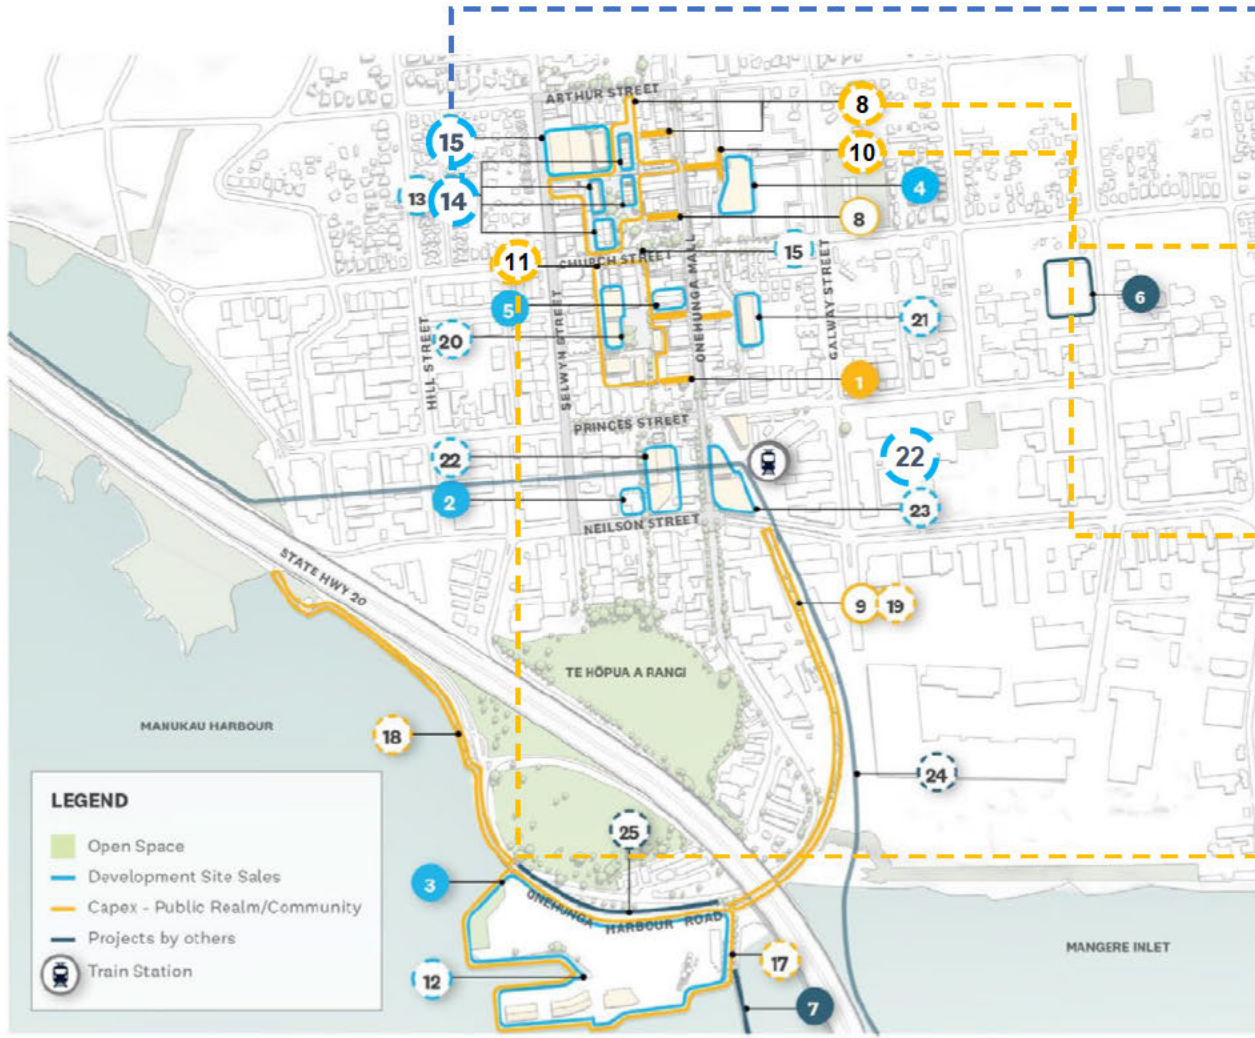 ARTHUR STREET
8
15
10
13
14
4
8
CHURCH STREET
15
11
ONEHUNGA MALL
GALWAY STREET
6
5
SELWYN STREET
HILL STREET
20
21
1
PRINCES STREET
22
22
2
23
NEILSON STREET
STATE HWY 20
9
19
TE HŌPUA A RANGI
MANUKAU HARBOUR
18
24
LEGEND
Open Space
Development Site Sales
Capex - Public Realm/Community
Projects by others
Train Station
25
3
ONEHUNGA HARBOUR ROAD
12
17
7
MANGERE INLET